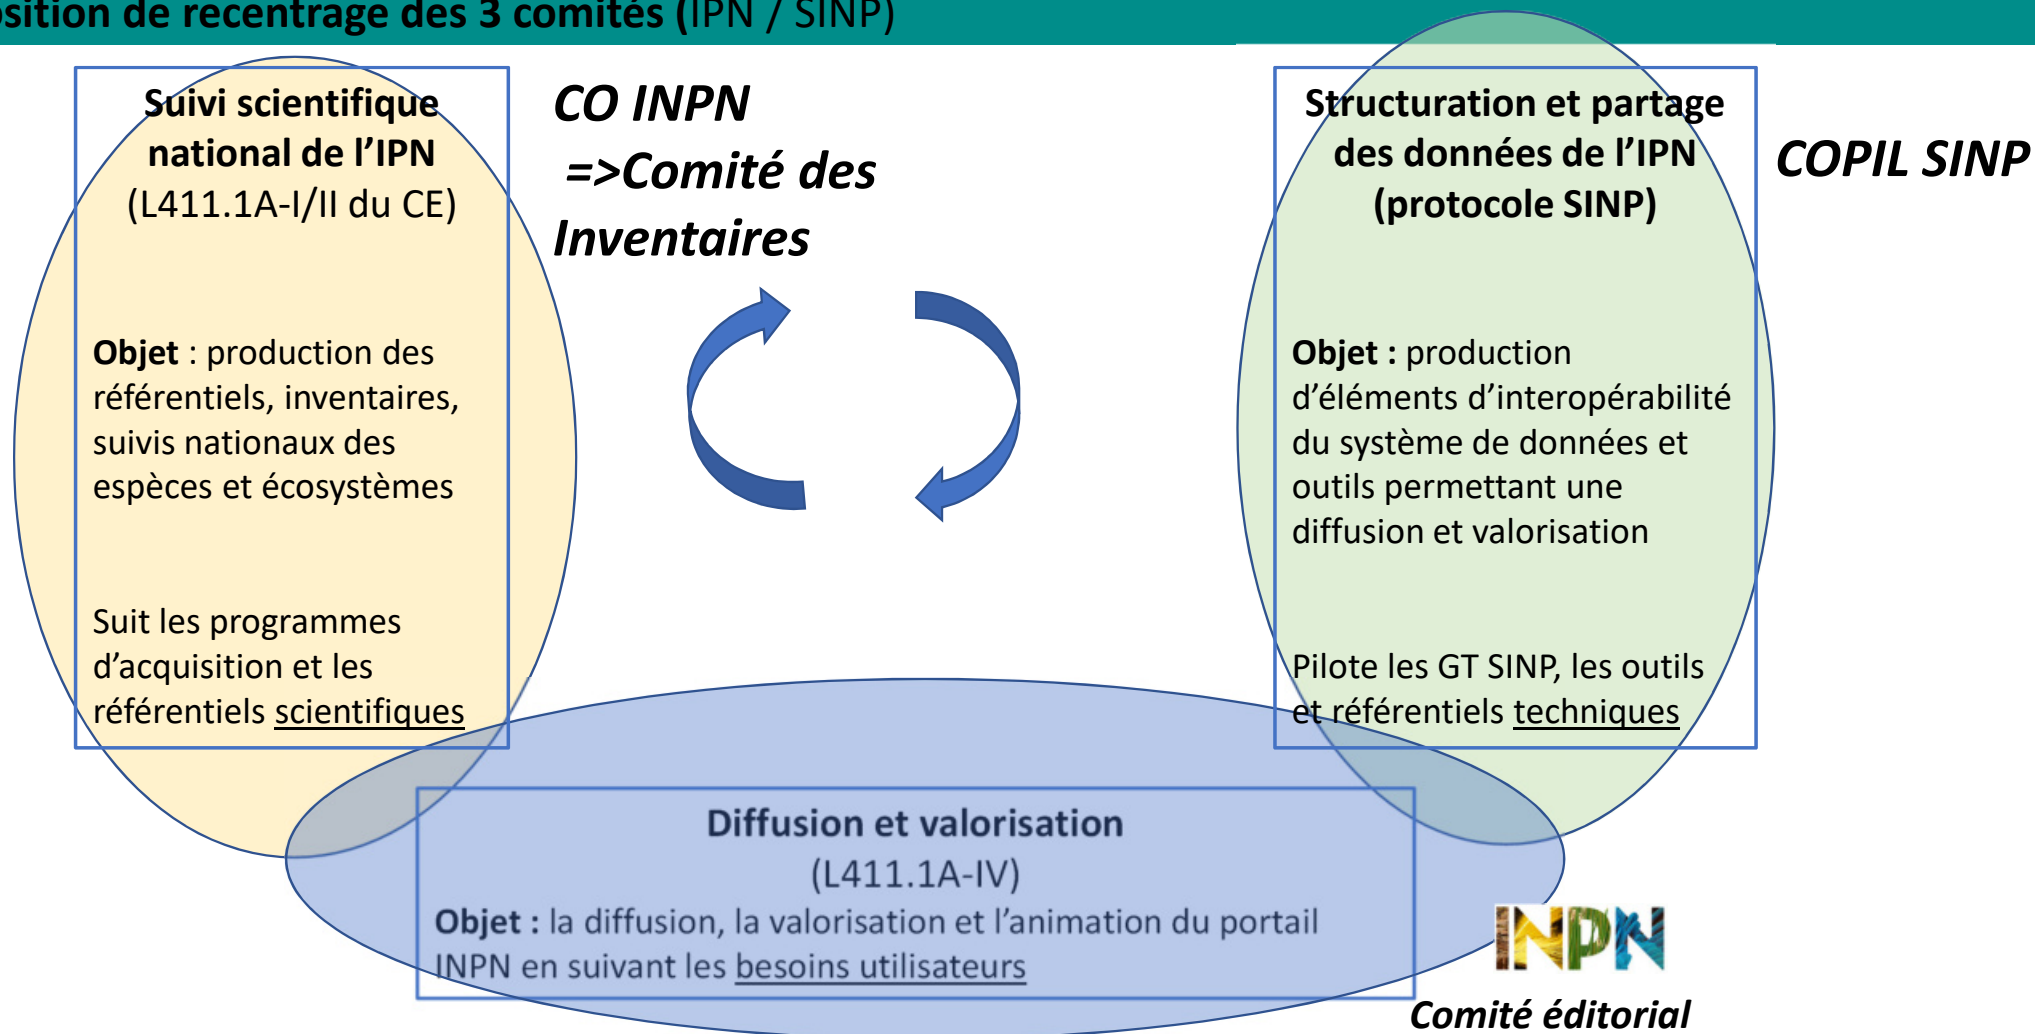 osition de recentrage des 3 comités (IPN / SINP)
Suivi scientifique
national de l’IPN
(L411.1A-I/II du CE)
Objet : production des
référentiels, inventaires,
suivis nationaux des
espèces et écosystèmes
Suit les programmes
d’acquisition et les
référentiels scientifiques
CO INPN
=>Comité des
Inventaires
Structuration et partage
des données de l’IPN
(protocole SINP)
Objet : production
d’éléments d’interopérabilité
du système de données et
outils permettant une
diffusion et valorisation
Pilote les GT SINP, les outils
et référentiels techniques
COPIL SINP
Diffusion et valorisation
(L411.1A-IV)
Objet : la diffusion, la valorisation et l’animation du portail
INPN en suivant les besoins utilisateurs
INPN
Comité éditorial